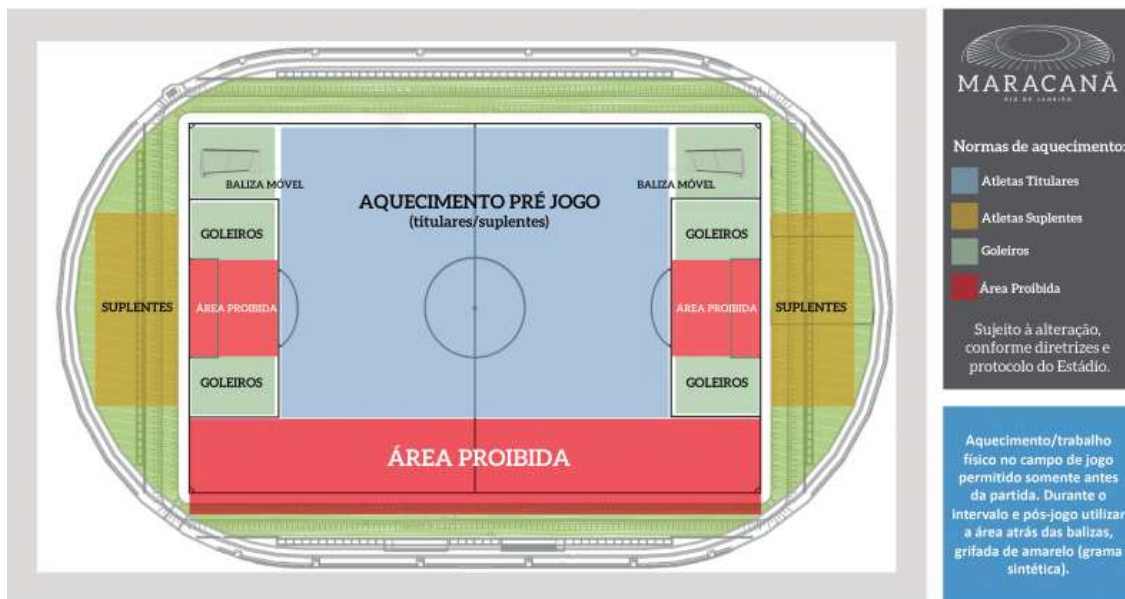 BALIZA MÓVEL
BALIZA MÓVEL
AQUECIMENTO PRÉ JOGO
(titulares/suplentes)
GOLEIROS
GOLEIROS
SUPLENTES
ÁREA PROIBIDA
ÁREA PROIBIDA
SUPLENTES
GOLEIROS
GOLEIROS
ÁREA PROIBIDA
MARACANÃ
RIO DE JANEIRO
Normas de aquecimento:
Atletas Titulares
Atletas Suplentes
Goleiros
Área Proibida
Sujeito à alteração,
conforme diretrizes e
protocolo do Estádio.
Aquecimento/trabalho
físico no campo de jogo
permitido somente antes
da partida. Durante o
intervalo e pós-jogo utilizar
a área atrás das balizas,
grifada de amarelo (grama
sintética).